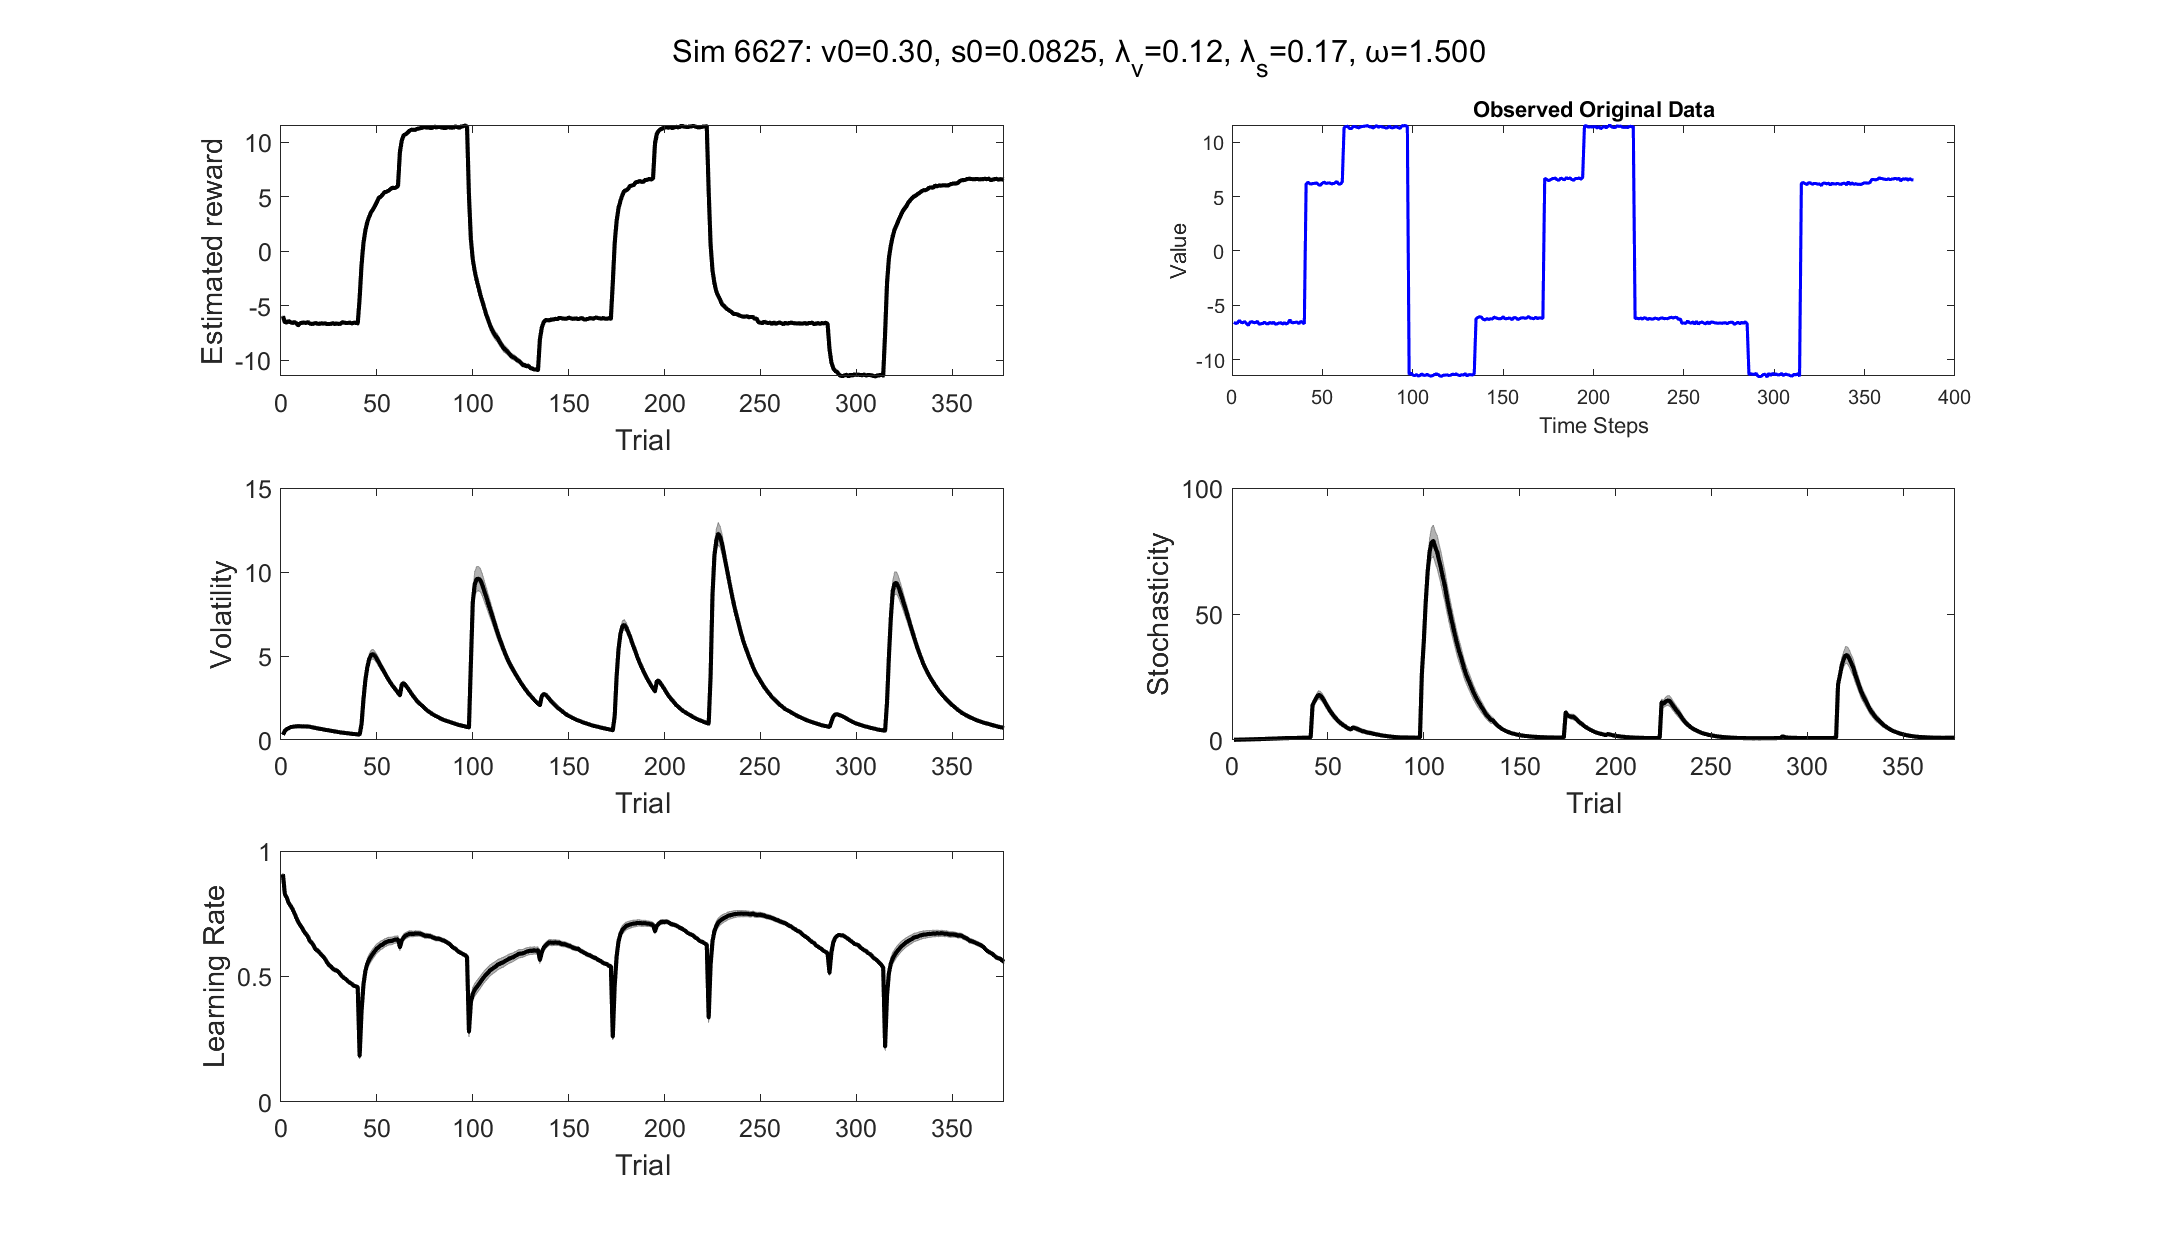 Sim 6627: v0=0.30, s0=0.0825, λv=0.12, λs=0.17, ω=1.500
Estimated reward
10
5
0
-5
-10
0 50 100 150 200 250 300 350
Trial
Observed Original Data
Value
10
5
0
-5
-10
0 50 100 150 200 250 300 350 400
Time Steps
Volatility
15
10
5
0
0 50 100 150 200 250 300 350
Trial
Stochasticity
100
50
0
0 50 100 150 200 250 300 350
Trial
Learning Rate
1
0.5
0
0 50 100 150 200 250 300 350
Trial